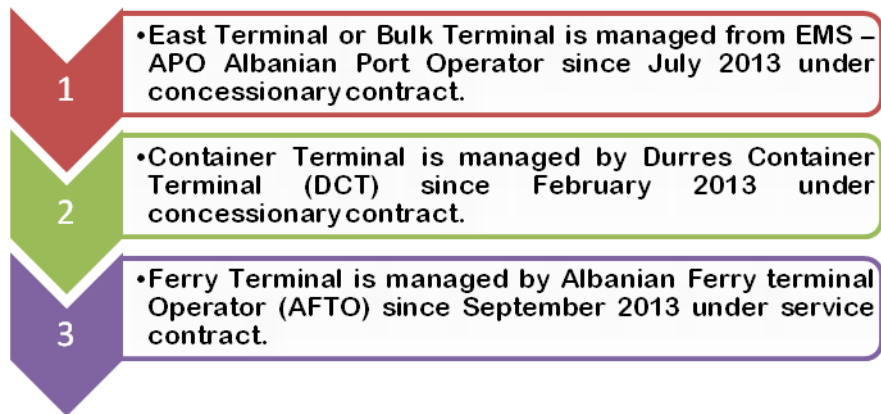 1
•East Terminal or Bulk Terminal is managed from EMS –
APO Albanian Port Operator since July 2013 under
concessionary contract.
2
•Container Terminal is managed by Durres Container
Terminal (DCT) since February 2013 under
concessionary contract.
3
•Ferry Terminal is managed by Albanian Ferry terminal
Operator (AFTO) since September 2013 under service
contract.